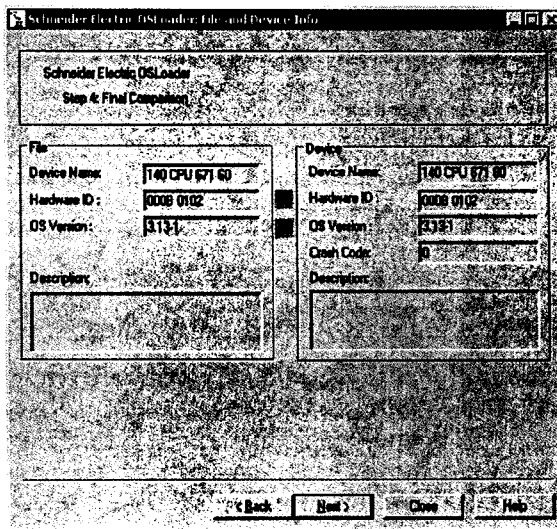 Schneider Electric OSLoader: File and Device Info
Schneider Electric OSLoader
Step 4: Final Comparison
File
Device Name: 140 CPU 671 60
Hardware ID : 000B 0102
OS Version : 3.13-1
Description:
Device
Device Name: 140 CPU 671 60
Hardware ID : 000B 0102
OS Version : 3.13-1
Crash Code: 0
Description:
< Back
Next >
Close
Help